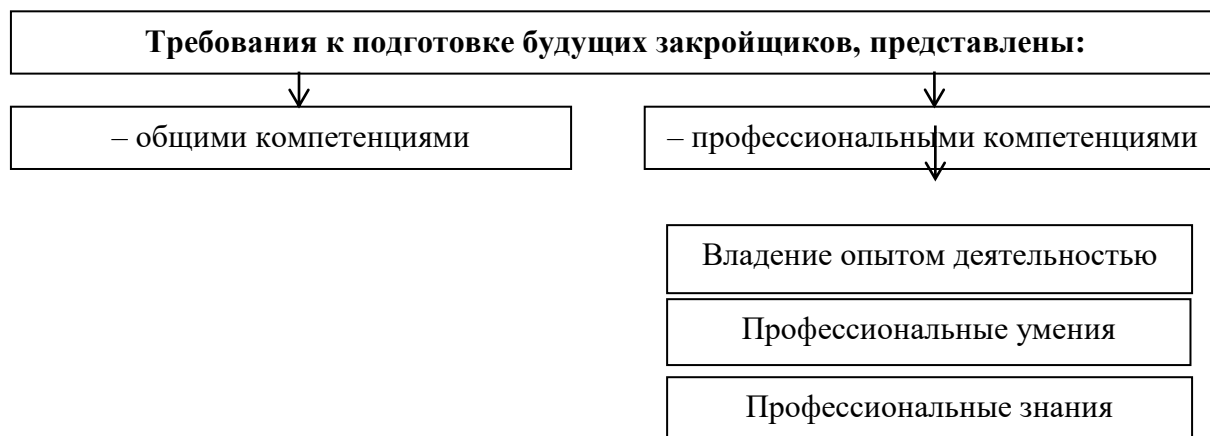 Требования к подготовке будущих закройщиков, представлены:
– общими компетенциями
– профессиональными компетенциями
Владение опытом деятельностью
Профессиональные умения
Профессиональные знания